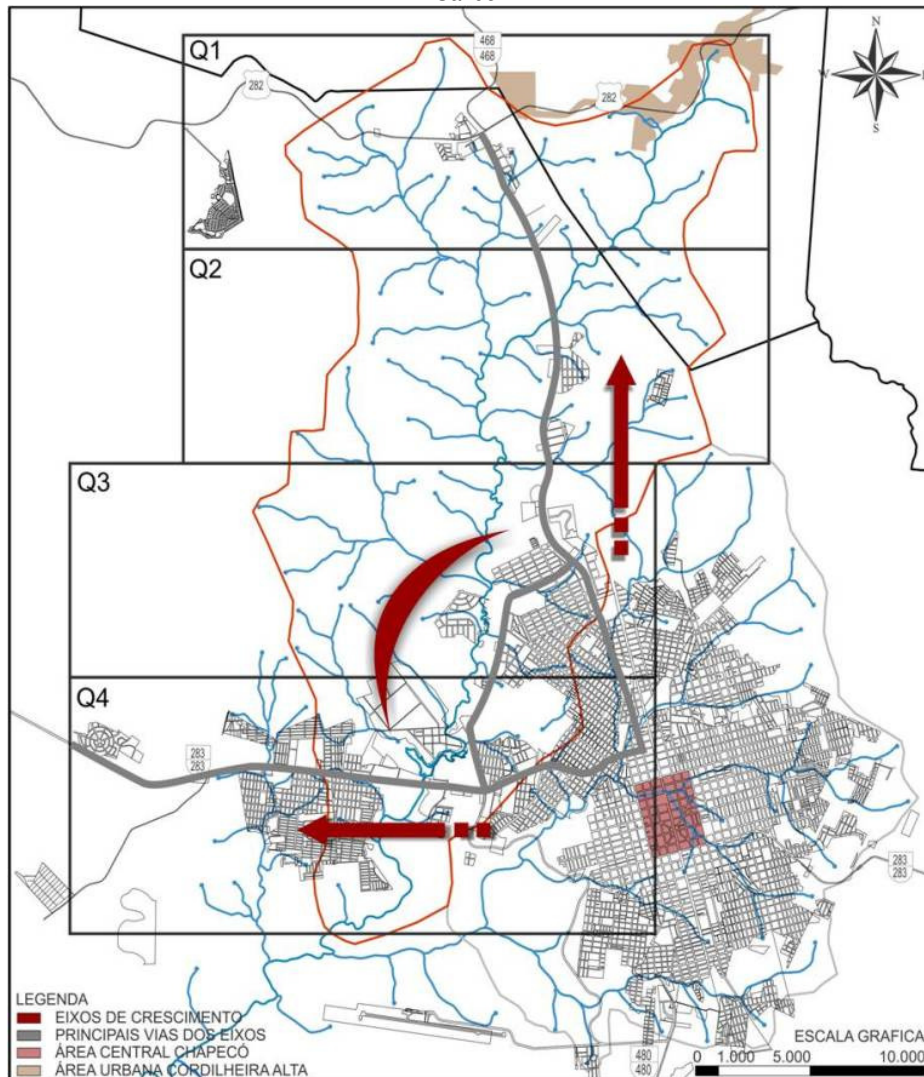 N
S
Q1
468
468
282
282
Q2
Q3
Q4
283
283
283
283
480
480
LEGENDA
EIXOS DE CRESCIMENTO
PRINCIPAIS VIAS DOS EIXOS
ÁREA CENTRAL CHAPECÓ
ÁREA URBANA CORDILHEIRA ALTA
ESCALA GRAFICA
0 1.000 5.000 10.000